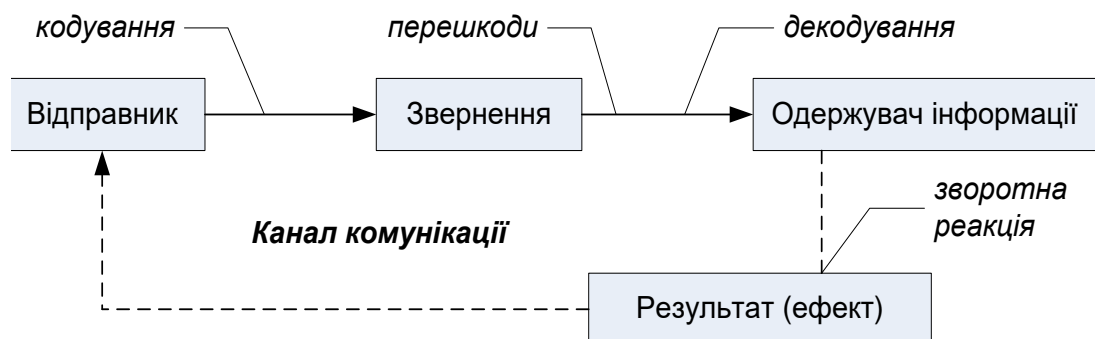 кодування
перешкоди
декодування
Відправник
Звернення
Одержувач інформації
зворотна
реакція
Канал комунікації
Результат (ефект)